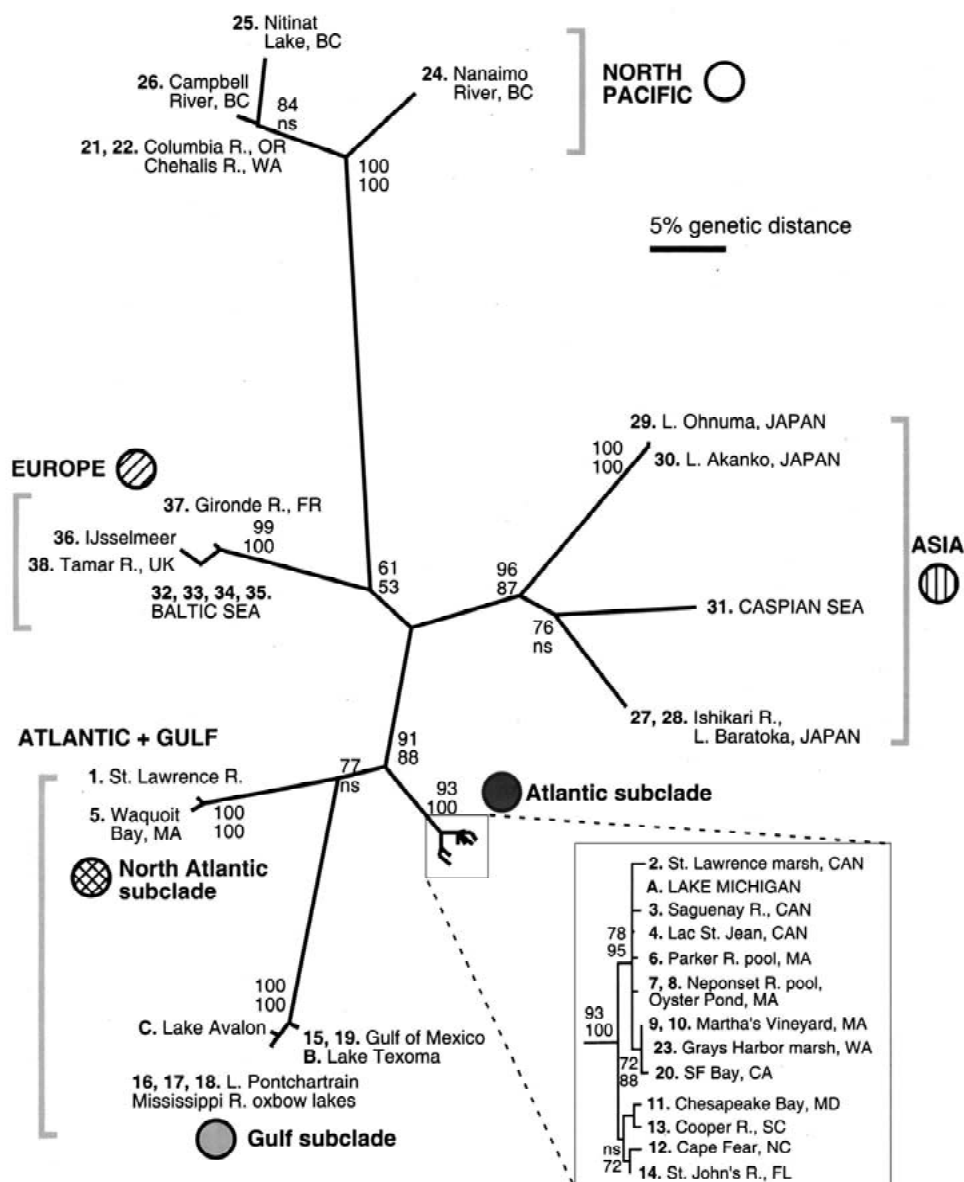 25. Nitinat
Lake, BC
26. Campbell
River, BC
84
ns
24. Nanaimo
River, BC
NORTH
PACIFIC
21, 22. Columbia R., OR
Chehalis R., WA
100
100
5% genetic distance
29. L. Ohnuma, JAPAN
100
100
30. L. Akanko, JAPAN
EUROPE
37. Gironde R., FR
99
100
36. IJsselmeer
38. Tamar R., UK
32, 33, 34, 35.
BALTIC SEA
61
53
96
87
ASIA
31. CASPIAN SEA
76
ns
27, 28. Ishikari R.,
L. Baratoka, JAPAN
ATLANTIC + GULF
91
88
77
ns
1. St. Lawrence R.
5. Waquoit
Bay, MA
100
100
93
100
Atlantic subclade
North Atlantic
subclade
100
100
C. Lake Avalon
15, 19. Gulf of Mexico
B. Lake Texoma
16, 17, 18. L. Pontchartrain
Mississippi R. oxbow lakes
Gulf subclade
2. St. Lawrence marsh, CAN
A. LAKE MICHIGAN
3. Saguenay R., CAN
78
95
4. Lac St. Jean, CAN
6. Parker R. pool, MA
7, 8. Neponset R. pool,
Oyster Pond, MA
93
100
9, 10. Martha's Vineyard, MA
23. Grays Harbor marsh, WA
72
88
20. SF Bay, CA
11. Chesapeake Bay, MD
13. Cooper R., SC
ns
72
12. Cape Fear, NC
14. St. John's R., FL